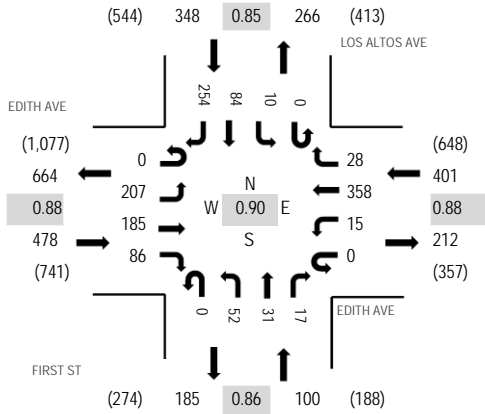 (544) 348 0.85 266 (413)
LOS ALTOS AVE
254 84 10 0
EDITH AVE
(1,077) (648)
0 28
664 401
N
207 358
0.88 W 0.90 E 0.88
185 15
S
478 212
86 0
(741) (357)
0 52 31 17
EDITH AVE
FIRST ST
(274) 185 0.86 100 (188)